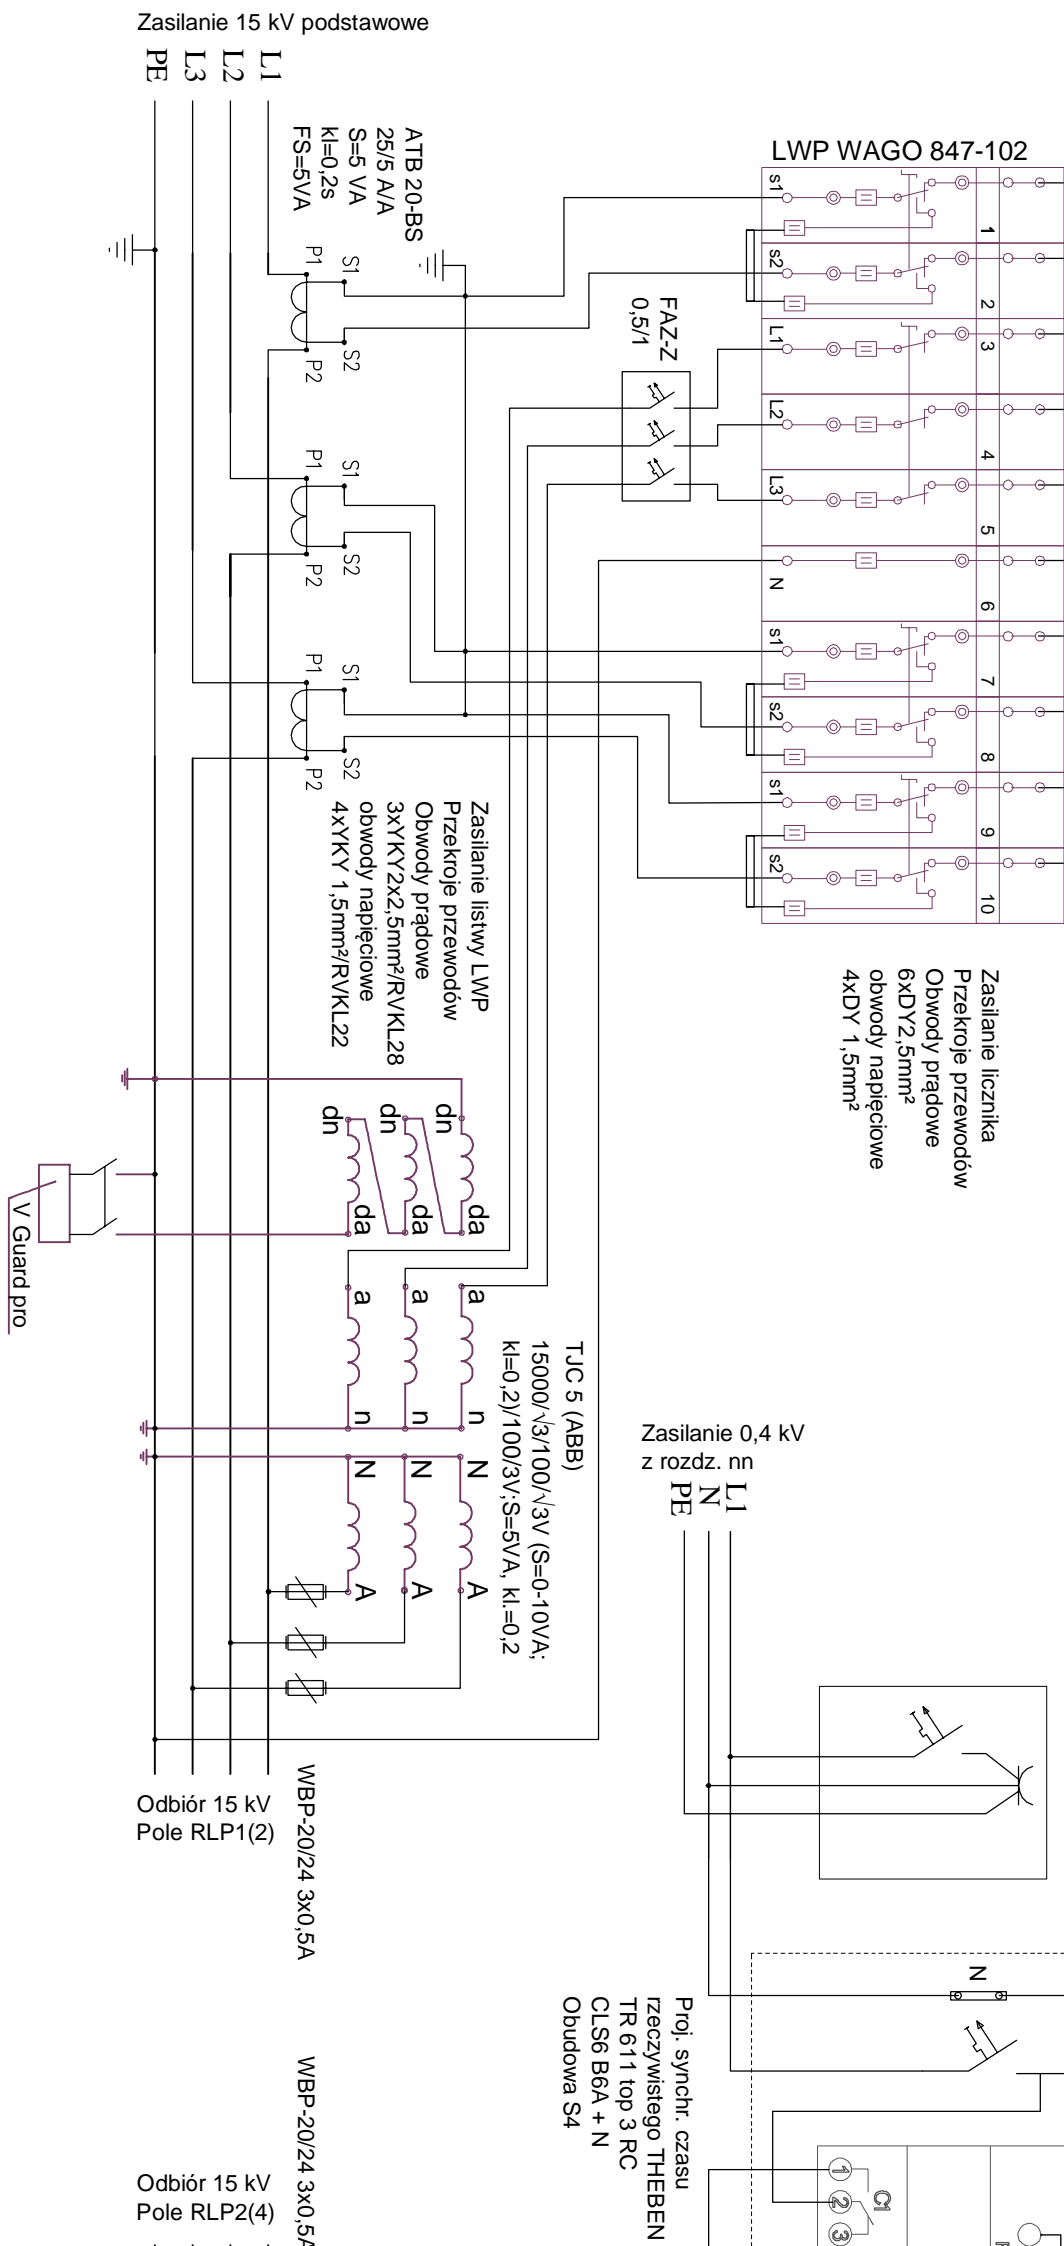 Zasilanie 15 kV podstawowe
PE
L3
L2
L1
ATB 20-BS
25/5 A/A
S=5 VA
kl=0,2s
FS=5VA
LWP WAGO 847-102
s1
1
s2
2
L1
3
L2
4
L3
5
N
6
s1
7
s2
8
s1
9
s2
10
FAZ-Z
0,5/1
P1
S1
S2
P2
P1
S1
S2
P2
P1
S1
S2
P2
Zasilanie listwy LWP
Przekroje przewodów
Obwody prądowe
3xYKY2x2,5mm²/RVKL28
obwody napięciowe
4xYKY 1,5mm²/RVKL22
Zasilanie licznika
Przekroje przewodów
Obwody prądowe
6xDY2,5mm²
obwody napięciowe
4xDY 1,5mm²
dn
dn
dn
da
da
da
V Guard pro
a
a
a
n
n
n
N
N
N
A
A
A
TJC 5 (ABB)
15000/√3/100/√3V (S=0-10VA;
kl=0,2)/100/3V;S=5VA, kl.=0,2
Zasilanie 0,4 kV
z rozdz. nn
PE
N
L1
Odbiór 15 kV
Pole RLP1(2)
WBP-20/24 3x0,5A
N
Proj. synchr. czasu
rzeczywistego THEBEN
TR 611 top 3 RC
CLS6 B6A + N
Obudowa S4
1
2
3
C1
Odbiór 15 kV
Pole RLP2(4)
WBP-20/24 3x0,5A